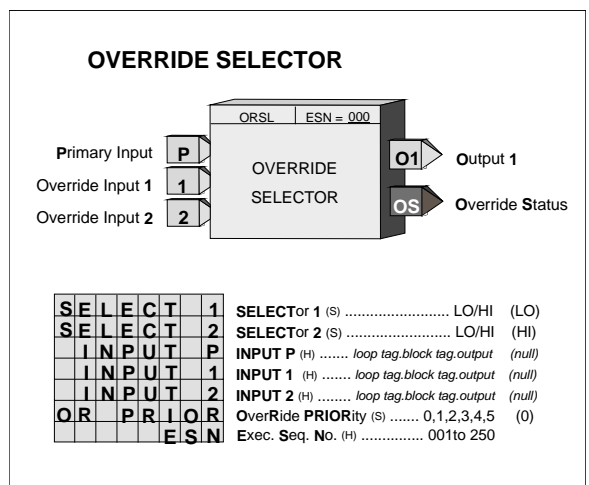 OVERRIDE SELECTOR
ORSL ESN = 000
Primary Input P
Override Input 1 1
Override Input 2 2
OVERRIDE
SELECTOR
O1 Output 1
OS Override Status
SELECT 1 SELECTor 1 (S) ......................... LO/HI (LO)
SELECT 2 SELECTor 2 (S) ......................... LO/HI (HI)
INPUT P INPUT P (H) ....... loop tag.block tag.output (null)
INPUT 1 INPUT 1 (H) ........ loop tag.block tag.output (null)
INPUT 2 INPUT 2 (H) ........ loop tag.block tag.output (null)
OR PRIOR OverRide PRIORity (S) ....... 0,1,2,3,4,5 (0)
ESN Exec. Seq. No. (H) ............... 001to 250